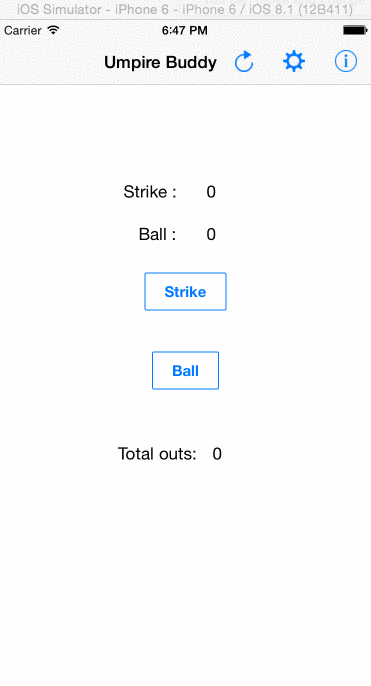 iOS Simulator - iPhone 6 - iPhone 6 / iOS 8.1 (12B411)
Carrier 6:47 PM
Umpire Buddy
Strike : 0
Ball : 0
Strike
Ball
Total outs: 0